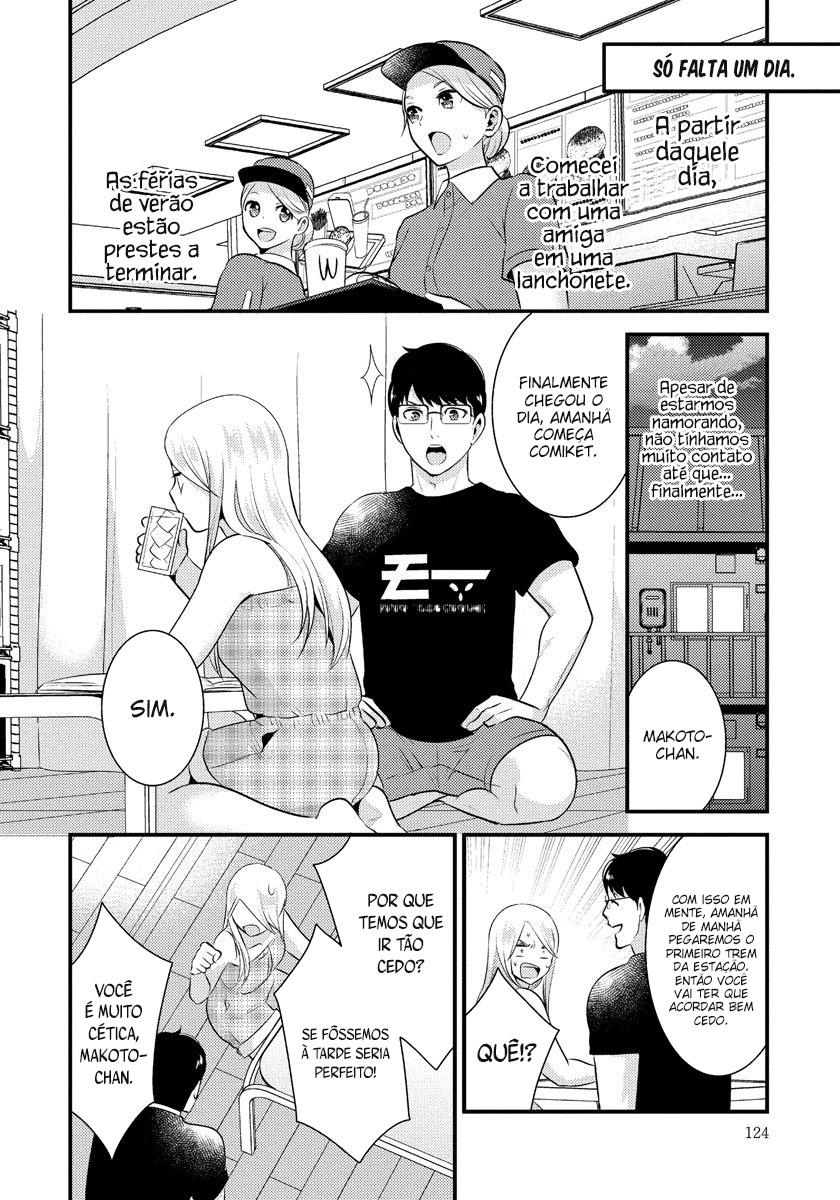 SÓ FALTA UM DIA.
A partir
daquele
dia,
Comecei
a trabalhar
com uma
amiga
em uma
lanchonete.
As férias
de verão
estão
prestes a
terminar.
W
Apesar de
estarmos
namorando,
não tínhamos
muito contato
até que...
finalmente...
MAKOTO-
CHAN.
FINALMENTE
CHEGOU O
DIA, AMANHÃ
COMEÇA
COMIKET.
SIM.
COM ISSO EM
MENTE, AMANHÃ
DE MANHÃ
PEGAREMOS O
PRIMEIRO TREM
DA ESTAÇÃO.
ENTÃO VOCÊ
VAI TER QUE
ACORDAR BEM
CEDO.
QUÊ!?
POR QUE
TEMOS QUE
IR TÃO
CEDO?
SE FÔSSEMOS
À TARDE SERIA
PERFEITO!
VOCÊ
É MUITO
CÉTICA,
MAKOTO-
CHAN.
124